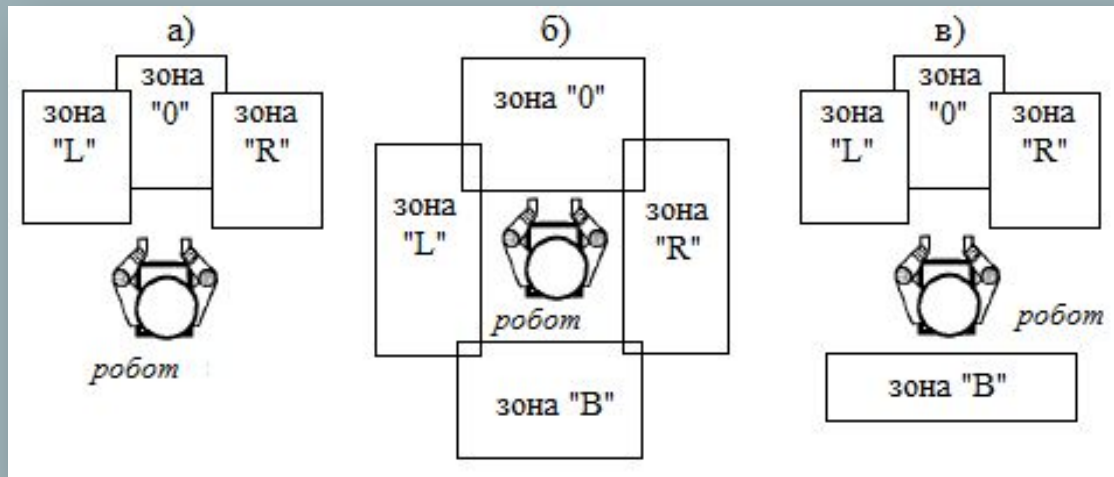 а)
зона
"0"
зона
"L"
зона
"R"
робот
б)
зона "0"
зона
"L"
зона
"R"
робот
зона "B"
в)
зона
"0"
зона
"L"
зона
"R"
робот
зона "B"